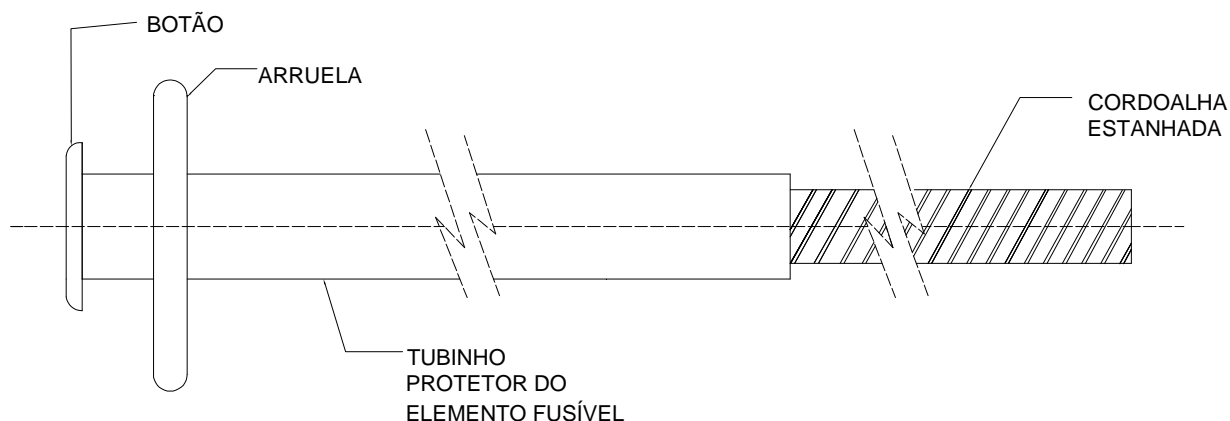 BOTÃO
ARRUELA
CORDOALHA
ESTANHADA
TUBINHO
PROTETOR DO
ELEMENTO FUSÍVEL